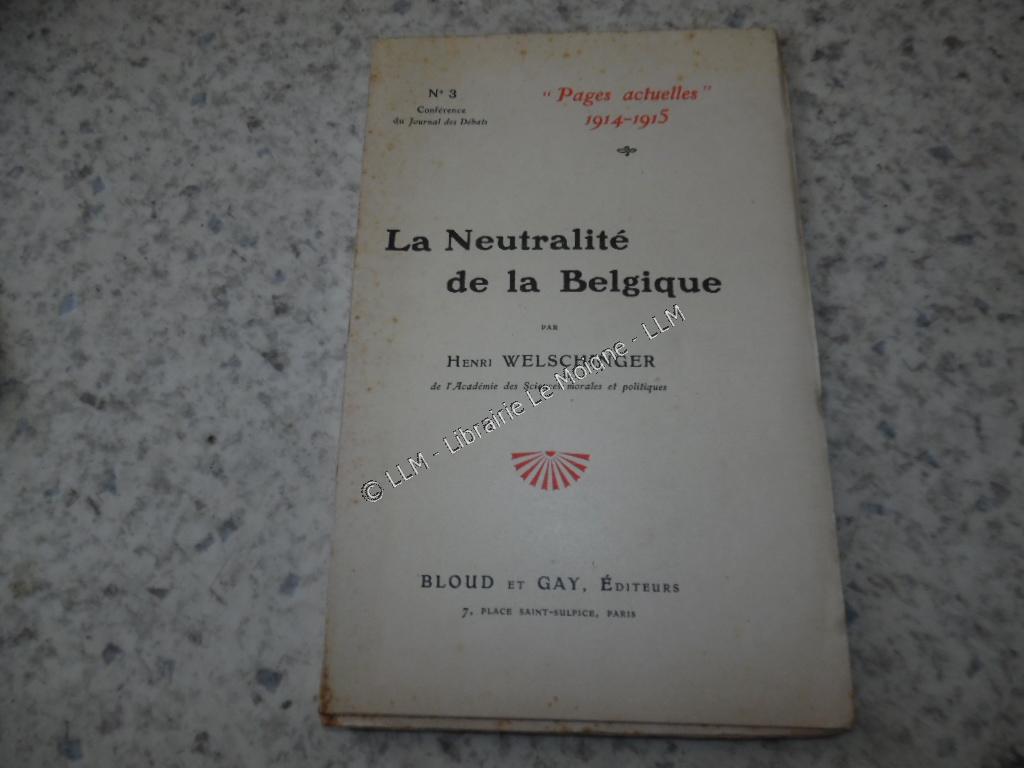 Nº 3
Conférence
du Journal des Débats
" Pages actuelles "
1914-1915
La Neutralité
de la Belgique
PAR
HENRI WELSCHINGER
de l'Académie des Sciences morales et politiques
© LLM - Librairie Le Moigne - LLM
BLOUD ET GAY, ÉDITEURS
7, PLACE SAINT-SULPICE, PARIS